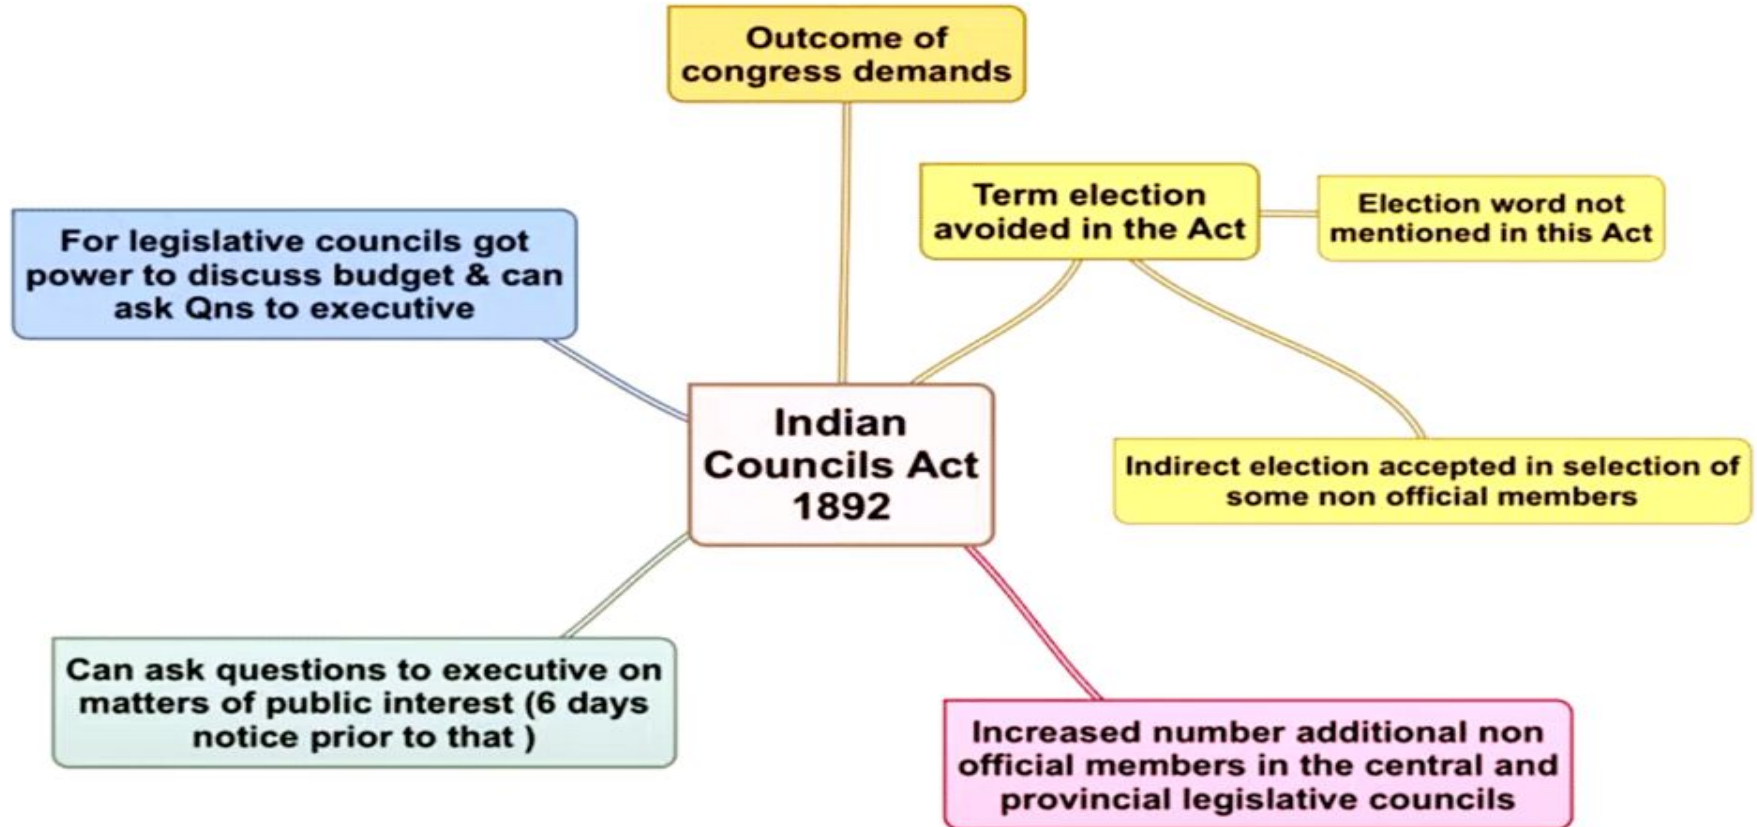 Outcome of
congress demands
Term election
avoided in the Act
Election word not
mentioned in this Act
For legislative councils got
power to discuss budget & can
ask Qns to executive
Indian
Councils Act
1892
Indirect election accepted in selection of
some non official members
Can ask questions to executive on
matters of public interest (6 days
notice prior to that )
Increased number additional non
official members in the central and
provincial legislative councils